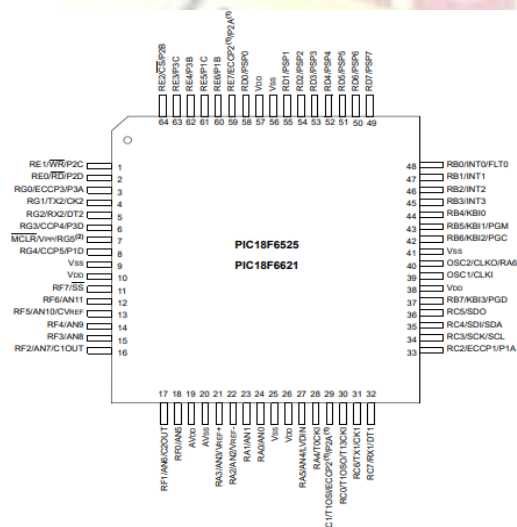 RE2/CS/P2B
RE3/P3C
RE4/P3B
RE5/P1C
RE6/P1B
RE7/ECCP2(1)/P2A(1)
RD0/PSP0
VDD
VSS
RD1/PSP1
RD2/PSP2
RD3/PSP3
RD4/PSP4
RD5/PSP5
RD6/PSP6
RD7/PSP7
64 63 62 61 60 59 58 57 56 55 54 53 52 51 50 49
RE1/WR/P2C 1
RE0/RD/P2D 2
RG0/ECCP3/P3A 3
RG1/TX2/CK2 4
RG2/RX2/DT2 5
RG3/CCP4/P3D 6
MCLR/VPP/RG5(2) 7
RG4/CCP5/P1D 8
VSS 9
VDD 10
RF7/SS 11
RF6/AN11 12
RF5/AN10/CVREF 13
RF4/AN9 14
RF3/AN8 15
RF2/AN7/C1OUT 16
PIC18F6525
PIC18F6621
48 RB0/INT0/FLT0
47 RB1/INT1
46 RB2/INT2
45 RB3/INT3
44 RB4/KBI0
43 RB5/KBI1/PGM
42 RB6/KBI2/PGC
41 VSS
40 OSC2/CLKO/RA6
39 OSC1/CLKI
38 VDD
37 RB7/KBI3/PGD
36 RC5/SDO
35 RC4/SDI/SDA
34 RC3/SCK/SCL
33 RC2/ECCP1/P1A
17 18 19 20 21 22 23 24 25 26 27 28 29 30 31 32
RF1/AN6/C2OUT
RF0/AN5
AVDD
AVSS
RA3/AN3/VREF+
RA2/AN2/VREF-
RA1/AN1
RA0/AN0
VSS
VDD
RA5/AN4/LVDIN
RA4/T0CKI
C1/T1OSI/ECCP2(1)/P2A(1)
RC0/T1OSO/T13CKI
RC6/TX1/CK1
RC7/RX1/DT1